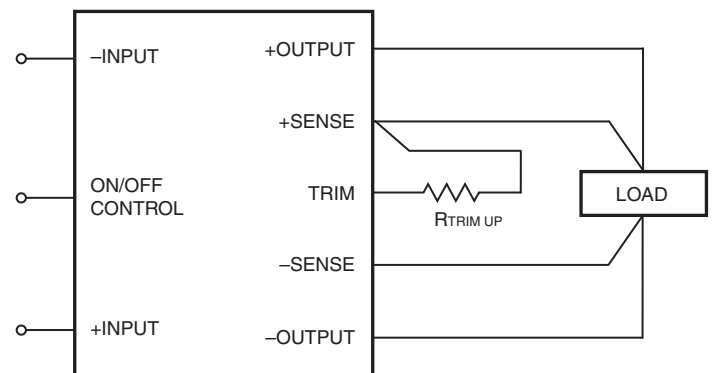 –INPUT
+OUTPUT
+SENSE
ON/OFF
CONTROL
TRIM
RTRIM UP
LOAD
–SENSE
+INPUT
–OUTPUT